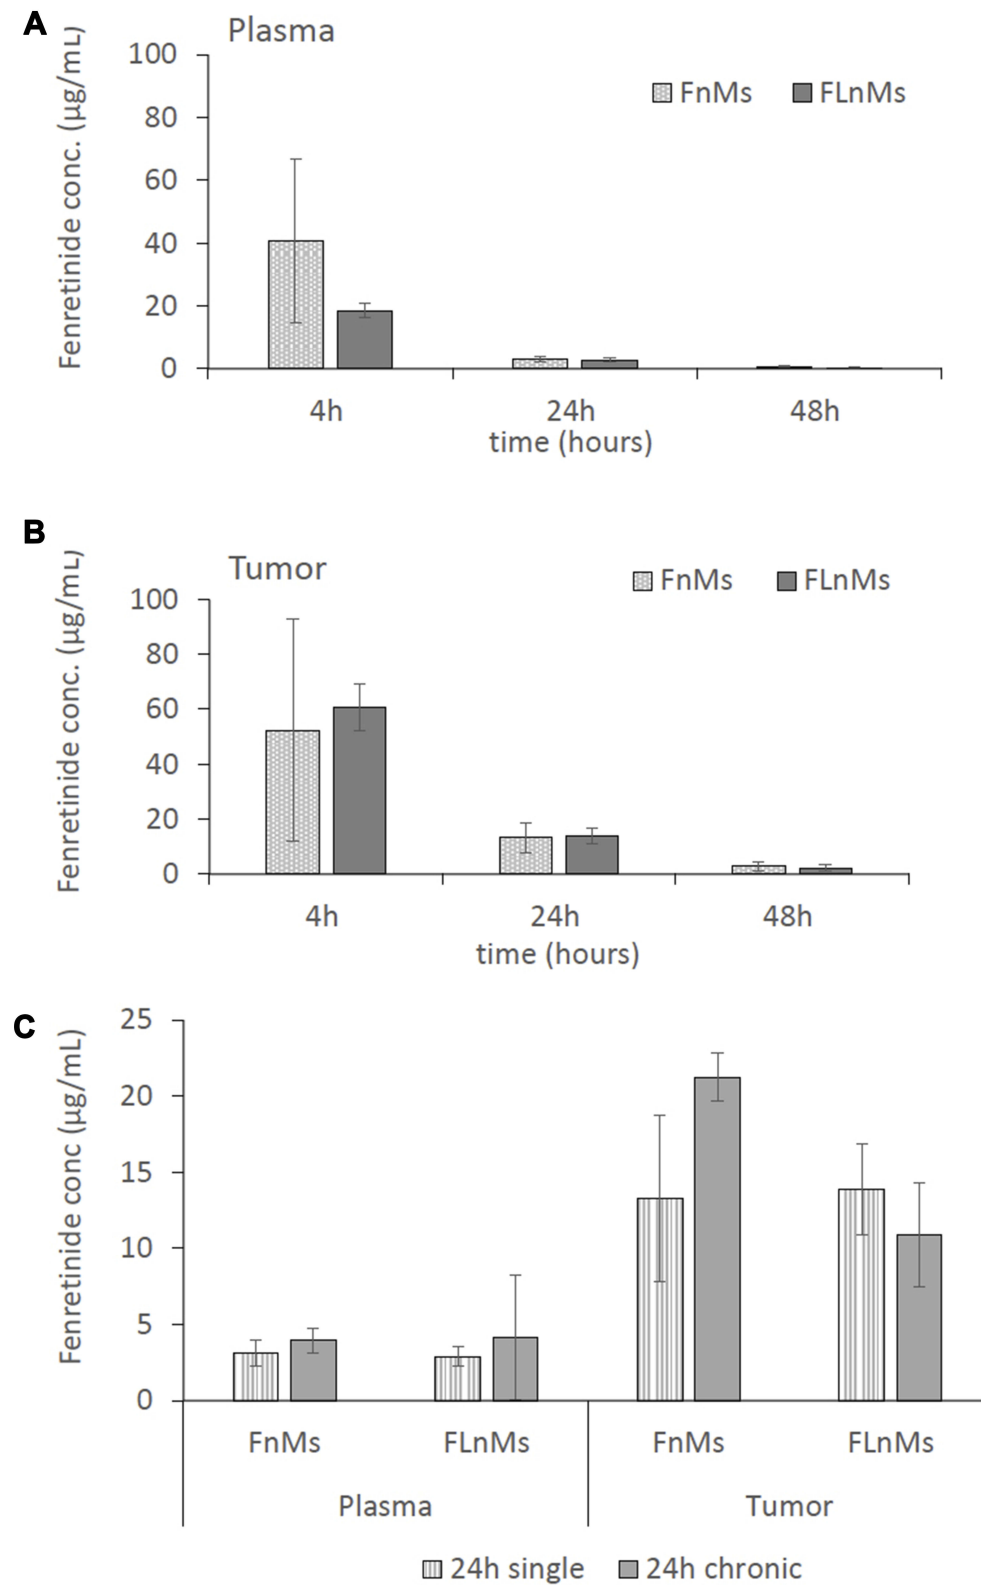 A
Plasma
Fenretinide conc. (µg/mL)
100
80
60
40
20
0
FnMs
FLnMs
4h
24h
48h
time (hours)
B
Tumor
Fenretinide conc. (µg/mL)
100
80
60
40
20
0
FnMs
FLnMs
4h
24h
48h
time (hours)
C
Fenretinide conc (µg/mL)
25
20
15
10
5
0
FnMs
FLnMs
FnMs
FLnMs
Plasma
Tumor
24h single
24h chronic